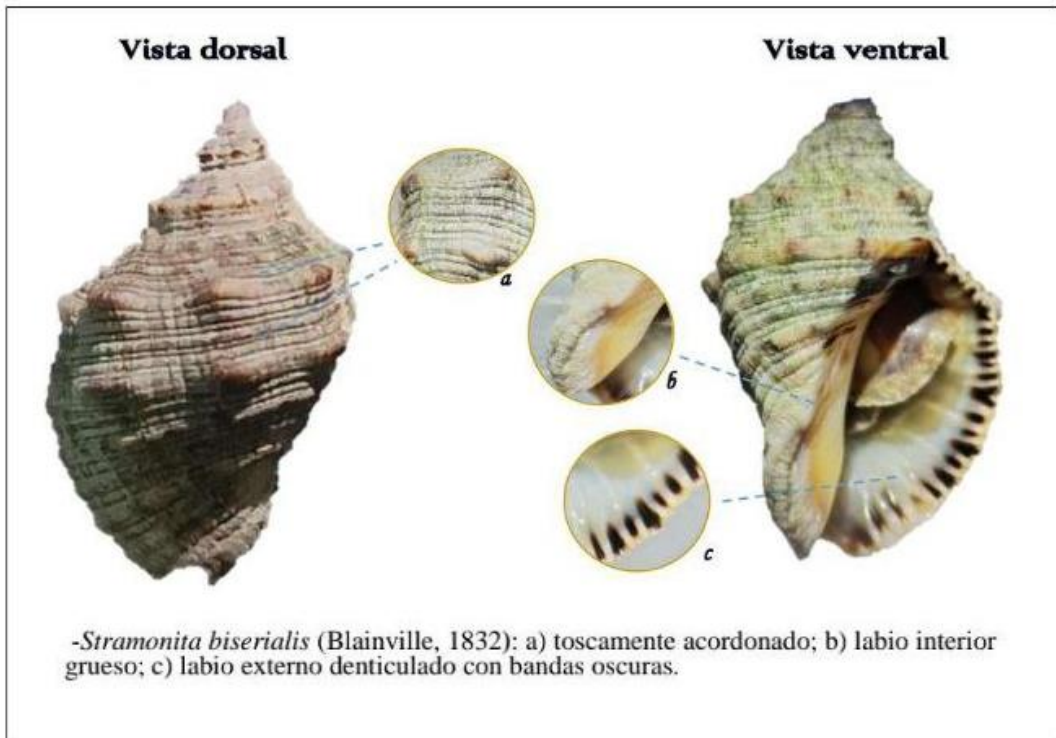 Vista dorsal
Vista ventral
a
b
c
-Stramonita biserialis (Blainville, 1832): a) toscamente acordonado; b) labio interior
grueso; c) labio externo denticulado con bandas oscuras.